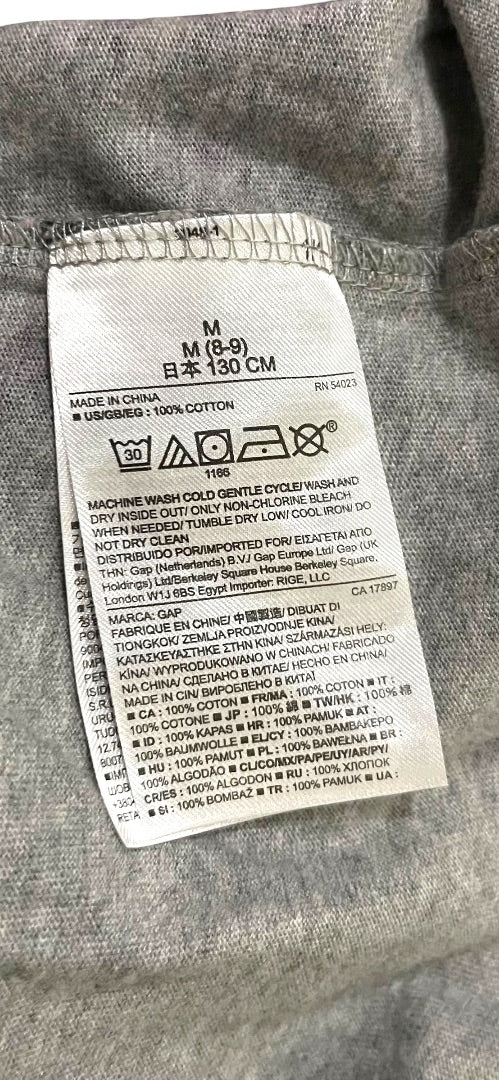 M
M (8-9)
日本 130 CM
MADE IN CHINA RN 54023
■ US/GB/EG : 100% COTTON
30
®
1166
MACHINE WASH COLD GENTLE CYCLE/ WASH AND
DRY INSIDE OUT/ ONLY NON-CHLORINE BLEACH
WHEN NEEDED/ TUMBLE DRY LOW/ COOL IRON/ DO
NOT DRY CLEAN
DISTRIBUIDO POR/IMPORTED FOR/ ΕΙΣΑΓΕΤΑΙ ΑΠΟ
ΤΗΝ: Gap (Netherlands) B.V./ Gap Europe Ltd/ Gap (UK
Holdings) Ltd/Berkeley Square House Berkeley Square,
London W1J 6BS Egypt Importer: RIGE, LLC
CA 17897
MARCA: GAP
FABRIQUE EN CHINE/ 中國製造/ DIBUAT DI
TIONGKOK/ ZEMLJA PROIZVODNJE KINA/
ΚΑΤΑΣΚΕΥΑΣΤΗΚΕ ΣΤΗΝ ΚΙΝΑ/ SZÁRMAZÁSI HELY:
KÍNA/ WYPRODUKOWANO W CHINACH/ FABRICADO
NA CHINA/ СДЕЛАНО В КИТАЕ/ HECHO EN CHINA/
MADE IN CIN/ ВИРОБЛЕНО В КИТАЇ
■ CA : 100% COTON ■ FR/MA : 100% COTON ■ IT :
100% COTONE ■ JP : 100% 綿 ■ TW/HK : 100% 棉
■ ID : 100% KAPAS ■ HR : 100% PAMUK ■ AT :
100% BAUMWOLLE ■ EL/CY : 100% ΒΑΜΒΑΚΕΡΟ
■ HU : 100% PAMUT ■ PL : 100% BAWEŁNA ■ BR :
100% ALGODÃO ■ CL/CO/MX/PA/PE/UY/AR/PY/
CR/ES : 100% ALGODON ■ RU : 100% ХЛОПОК
■ SI : 100% BOMBAŽ ■ TR : 100% PAMUK ■ UA :